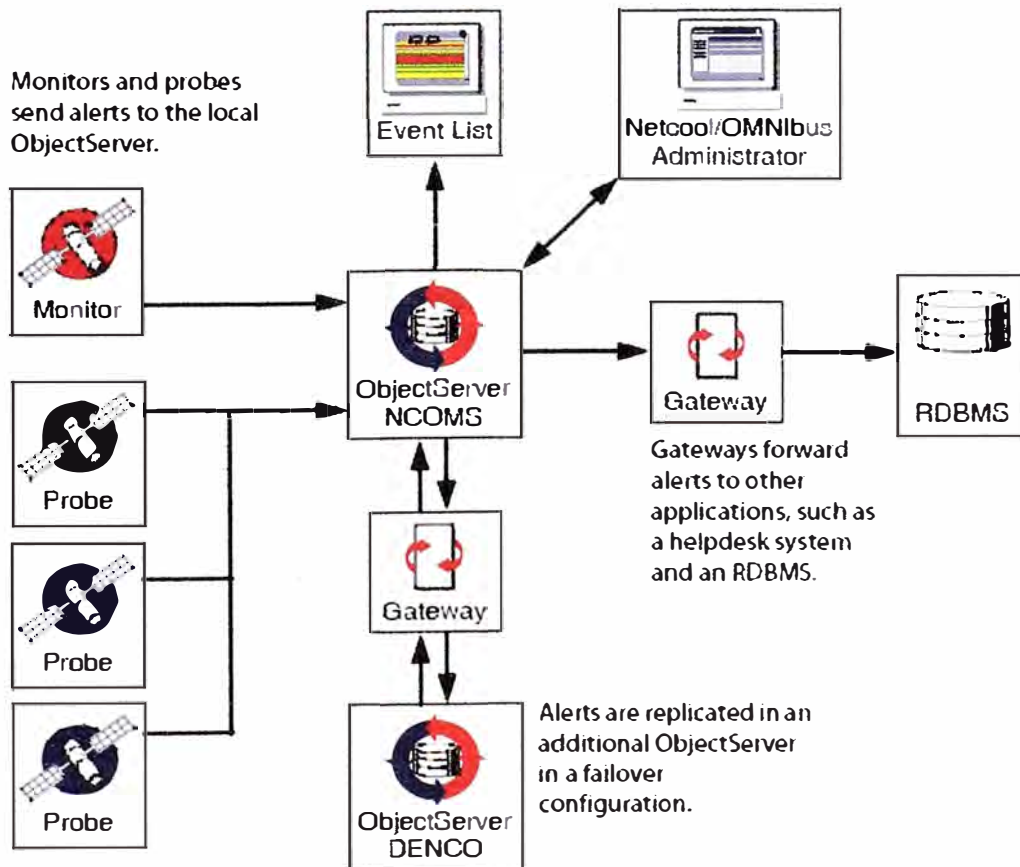 Monitors and probes
send alerts to the local
ObjectServer.
Event List
Netcool/OMNIbus
Administrator
Monitor
ObjectServer
NCOMS
Gateway
RDBMS
Probe
Gateways forward
alerts to other
applications, such as
a helpdesk system
and an RDBMS.
Gateway
Probe
Probe
Alerts are replicated in an
additional ObjectServer
in a failover
configuration.
ObjectServer
DENCO